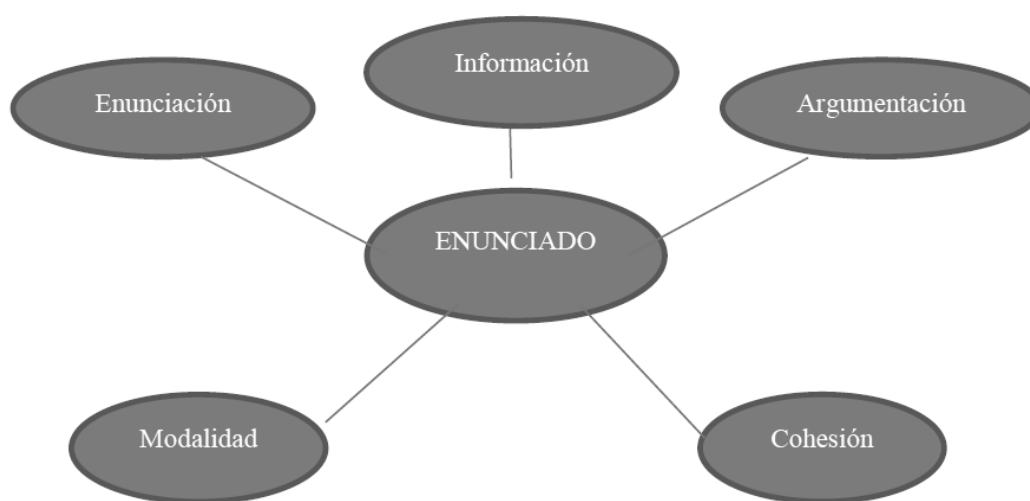 Información
Enunciación
Argumentación
ENUNCIADO
Modalidad
Cohesión